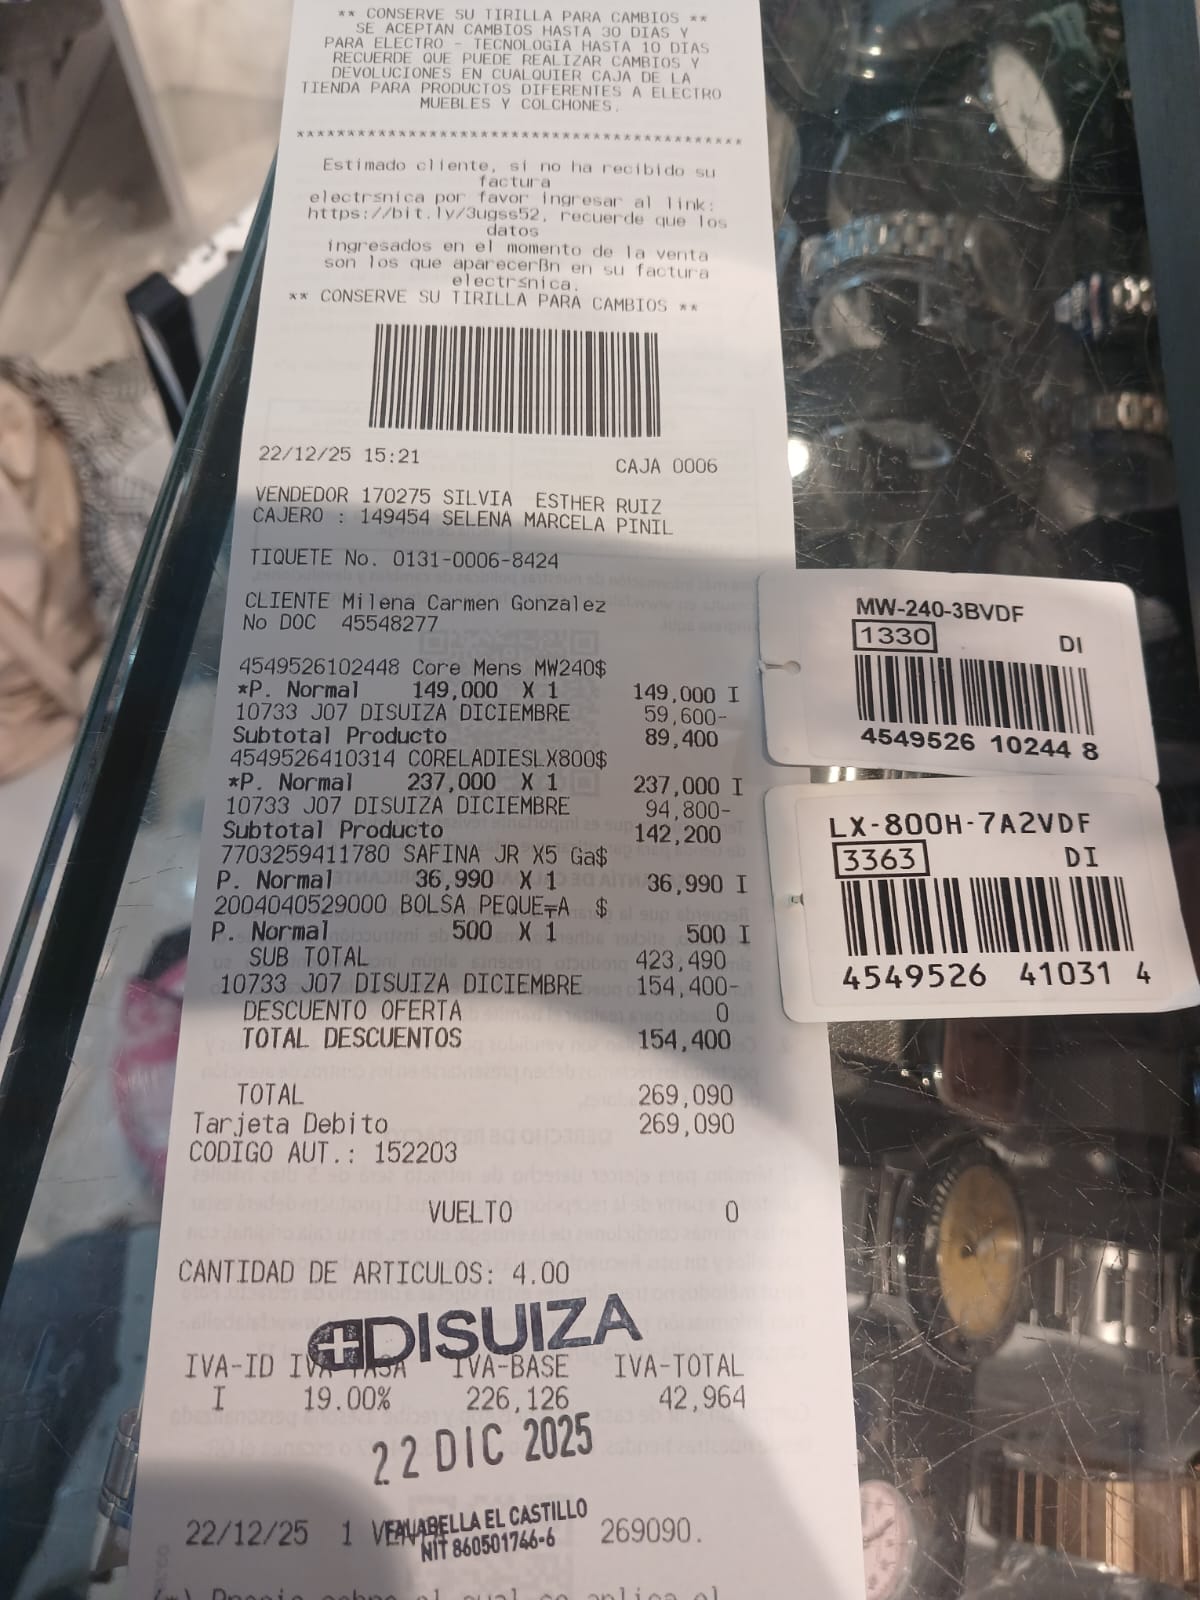 ** CONSERVE SU TIRILLA PARA CAMBIOS **
SE ACEPTAN CAMBIOS HASTA 30 DIAS Y
PARA ELECTRO - TECNOLOGIA HASTA 10 DIAS
RECUERDE QUE PUEDE REALIZAR CAMBIOS Y
DEVOLUCIONES EN CUALQUIER CAJA DE LA
TIENDA PARA PRODUCTOS DIFERENTES A ELECTRO
MUEBLES Y COLCHONES.
******************************************
Estimado cliente, si no ha recibido su
factura
electr≤nica por favor ingresar al link:
https://bit.ly/3ugss52, recuerde que los
datos
ingresados en el momento de la venta
son los que aparecerßn en su factura
electr≤nica.
** CONSERVE SU TIRILLA PARA CAMBIOS **
22/12/25 15:21 CAJA 0006
VENDEDOR 170275 SILVIA ESTHER RUIZ
CAJERO : 149454 SELENA MARCELA PINIL
TIQUETE No. 0131-0006-8424
CLIENTE Milena Carmen Gonzalez
No DOC 45548277
4549526102448 Core Mens MW240$
*P. Normal 149,000 X 1 149,000 I
10733 J07 DISUIZA DICIEMBRE 59,600-
Subtotal Producto 89,400
4549526410314 CORELADIESLX800$
*P. Normal 237,000 X 1 237,000 I
10733 J07 DISUIZA DICIEMBRE 94,800-
Subtotal Producto 142,200
7703259411780 SAFINA JR X5 Ga$
P. Normal 36,990 X 1 36,990 I
2004040529000 BOLSA PEQUE╤A $
P. Normal 500 X 1 500 I
SUB TOTAL 423,490
10733 J07 DISUIZA DICIEMBRE 154,400-
DESCUENTO OFERTA 0
TOTAL DESCUENTOS 154,400
TOTAL 269,090
Tarjeta Debito 269,090
CODIGO AUT.: 152203
VUELTO 0
CANTIDAD DE ARTICULOS: 4.00
DISUIZA
IVA-ID IVA-TASA IVA-BASE IVA-TOTAL
I 19.00% 226,126 42,964
22 DIC 2025
FALABELLA EL CASTILLO
NIT 860501746-6
22/12/25 1 269090.
MW-240-3BVDF
1330 DI
4549526 10244 8
LX-800H-7A2VDF
3363 DI
4549526 41031 4